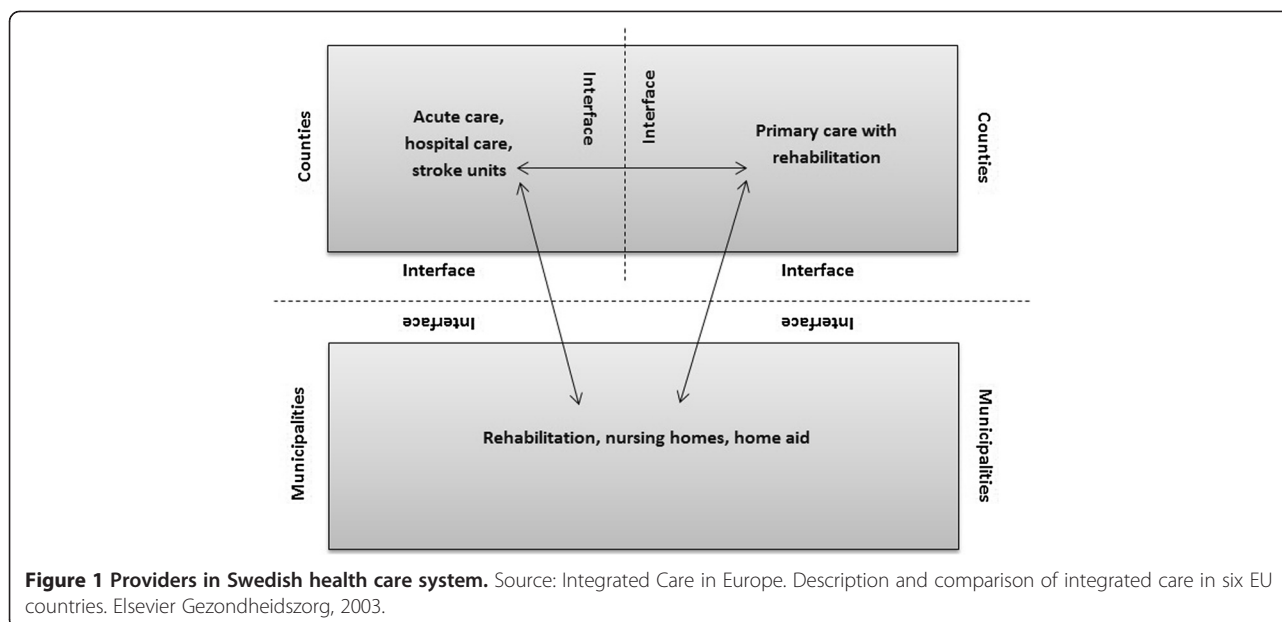 Interface
Interface
Counties
Acute care,
hospital care,
stroke units
Primary care with
rehabilitation
Counties
Interface
Interface
Interface
Interface
Municipalities
Rehabilitation, nursing homes, home aid
Municipalities
Figure 1 Providers in Swedish health care system. Source: Integrated Care in Europe. Description and comparison of integrated care in six EU
countries. Elsevier Gezondheidszorg, 2003.